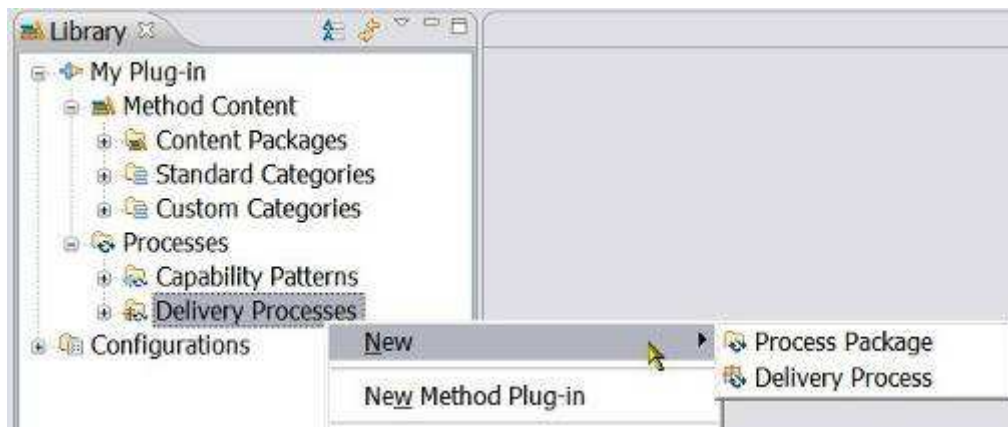 Library
My Plug-in
Method Content
Content Packages
Standard Categories
Custom Categories
Processes
Capability Patterns
Delivery Processes
Configurations
New
New Method Plug-in
Process Package
Delivery Process